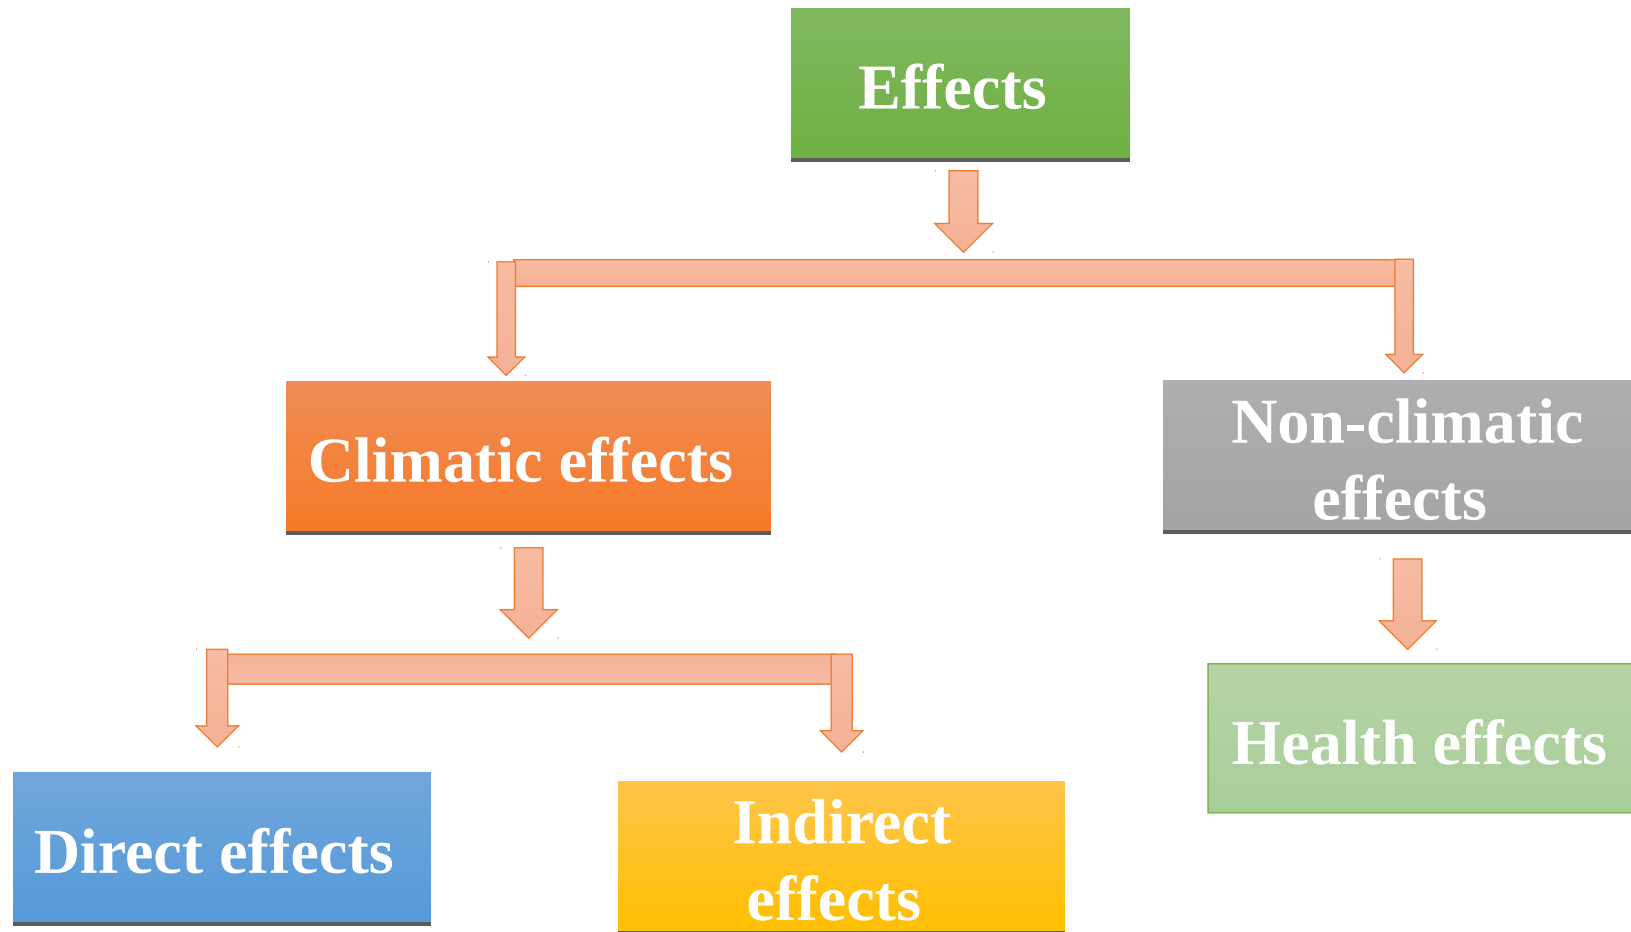 Effects
Climatic effects
Non-climatic
effects
Health effects
Direct effects
Indirect
effects